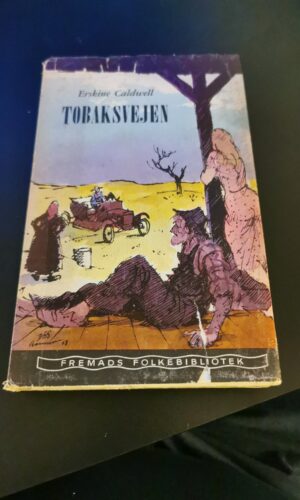 Erskine Caldwell
TOBAKSVEJEN
FREMADS FOLKEBIBLIOTEK